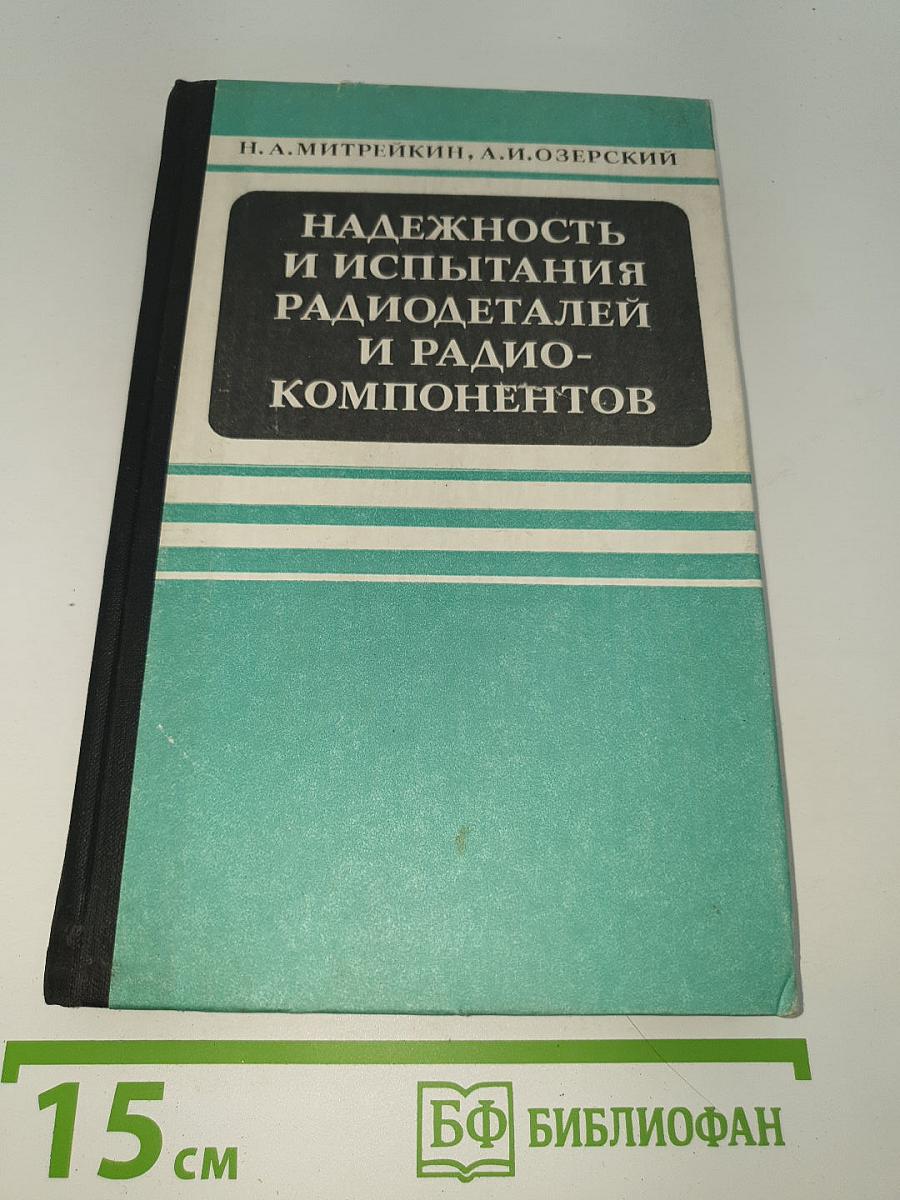 Н. А. МИТРЕЙКИН, А.И.ОЗЕРСКИЙ
НАДЕЖНОСТЬ
И ИСПЫТАНИЯ
РАДИОДЕТАЛЕЙ
И РАДИО-
КОМПОНЕНТОВ
15 см
БФ БИБЛИОФАН